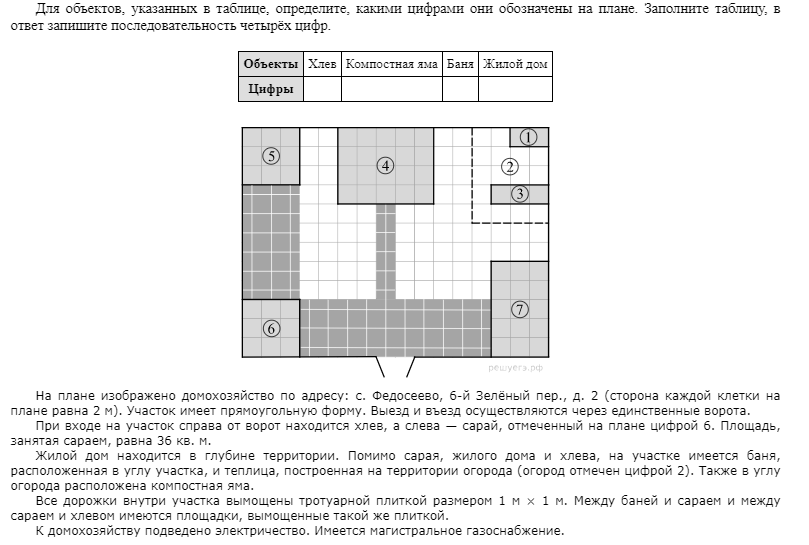 Для объектов, указанных в таблице, определите, какими цифрами они обозначены на плане. Заполните таблицу, в
ответ запишите последовательность четырёх цифр.
Объекты Хлев Компостная яма Баня Жилой дом
Цифры
1
5
4
2
3
7
6
решуегэ.рф
На плане изображено домохозяйство по адресу: с. Федосеево, 6-й Зелёный пер., д. 2 (сторона каждой клетки на
плане равна 2 м). Участок имеет прямоугольную форму. Выезд и въезд осуществляются через единственные ворота.
При входе на участок справа от ворот находится хлев, а слева — сарай, отмеченный на плане цифрой 6. Площадь,
занятая сараем, равна 36 кв. м.
Жилой дом находится в глубине территории. Помимо сарая, жилого дома и хлева, на участке имеется баня,
расположенная в углу участка, и теплица, построенная на территории огорода (огород отмечен цифрой 2). Также в углу
огорода расположена компостная яма.
Все дорожки внутри участка вымощены тротуарной плиткой размером 1 м × 1 м. Между баней и сараем и между
сараем и хлевом имеются площадки, вымощенные такой же плиткой.
К домохозяйству подведено электричество. Имеется магистральное газоснабжение.